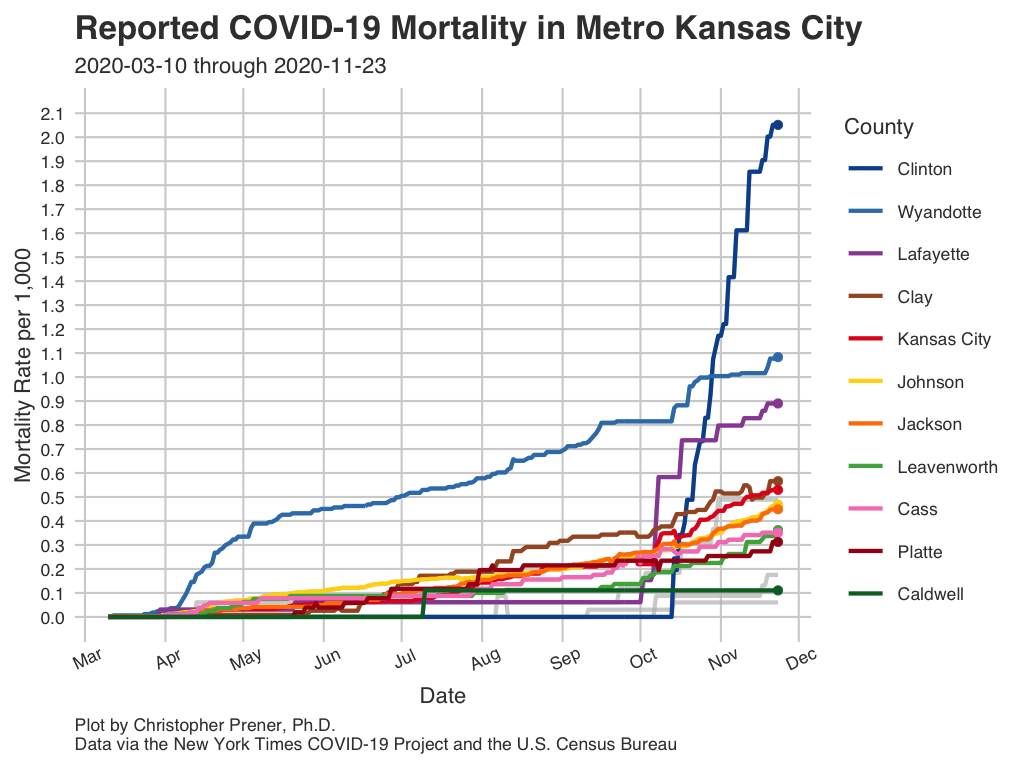 Reported COVID-19 Mortality in Metro Kansas City
2020-03-10 through 2020-11-23
Mortality Rate per 1,000
2.1
2.0
1.9
1.8
1.7
1.6
1.5
1.4
1.3
1.2
1.1
1.0
0.9
0.8
0.7
0.6
0.5
0.4
0.3
0.2
0.1
0.0
Mar Apr May Jun Jul Aug Sep Oct Nov Dec
Date
County
Clinton
Wyandotte
Lafayette
Clay
Kansas City
Johnson
Jackson
Leavenworth
Cass
Platte
Caldwell
Plot by Christopher Prener, Ph.D.
Data via the New York Times COVID-19 Project and the U.S. Census Bureau